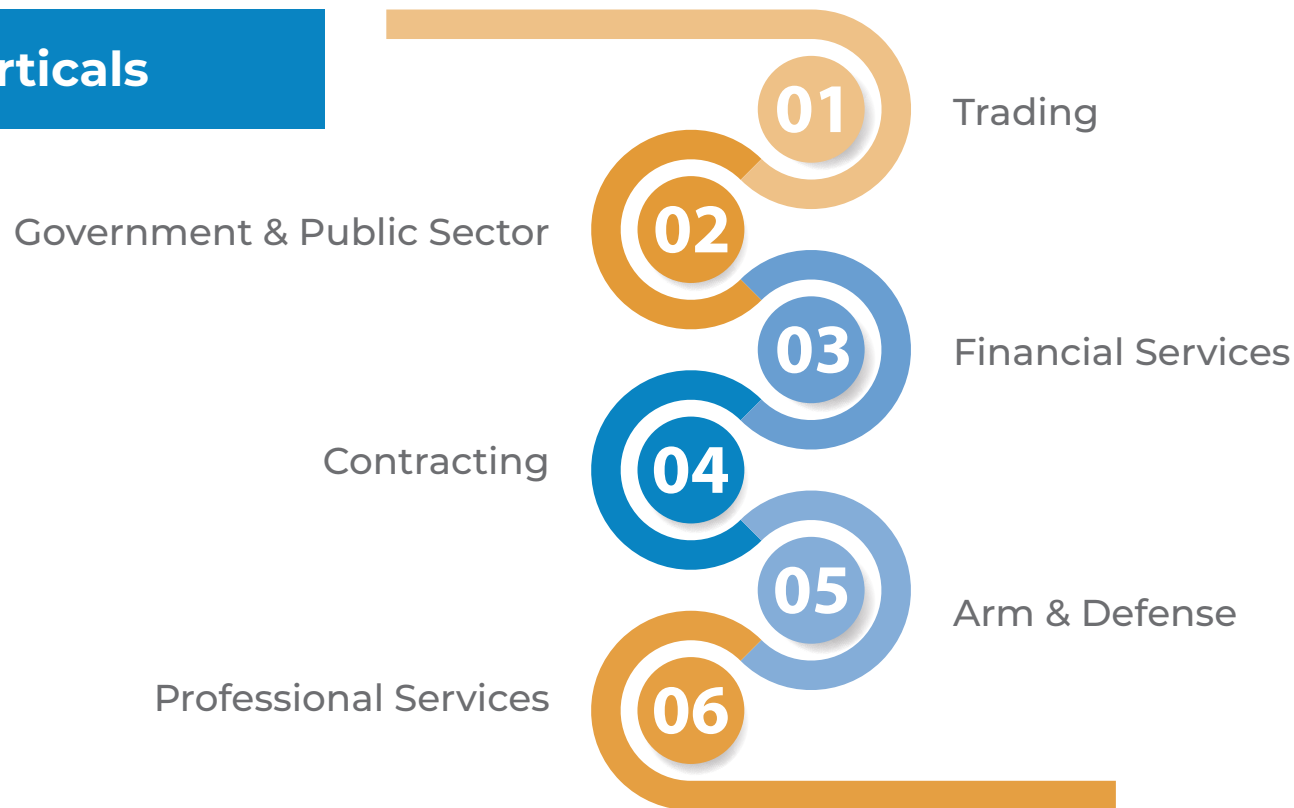 rticals
01
Trading
Government & Public Sector
02
03
Financial Services
Contracting
04
05
Arm & Defense
Professional Services
06